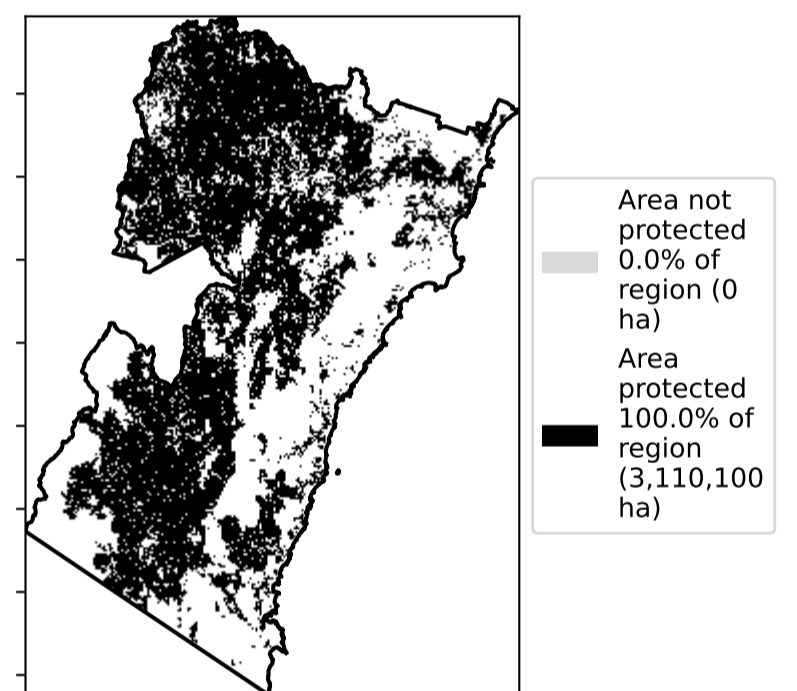 Area not
protected
0.0% of
region (0
ha)
Area
protected
100.0% of
region
(3,110,100
ha)